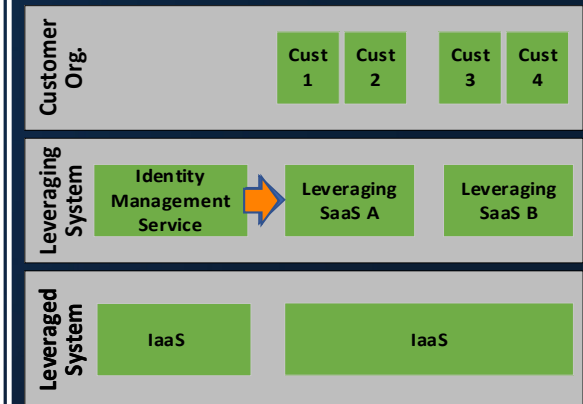 Customer
Org.
Cust
1
Cust
2
Cust
3
Cust
4
Leveraging
System
Identity
Management
Service
Leveraging
SaaS A
Leveraging
SaaS B
Leveraged
System
IaaS
IaaS